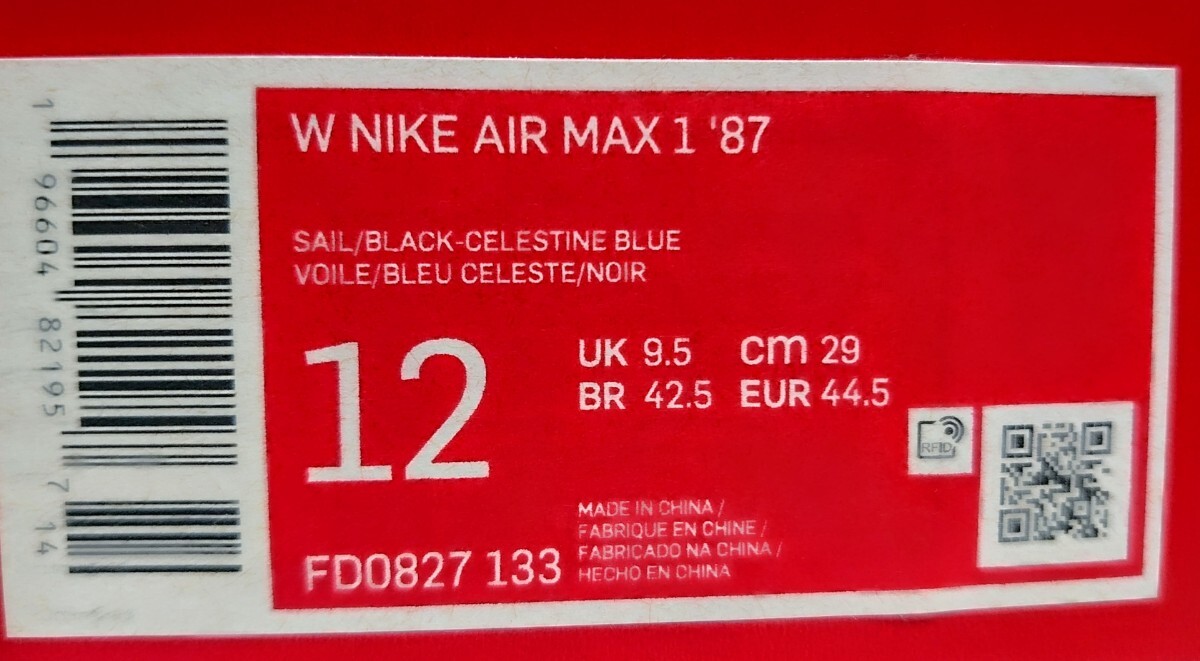 W NIKE AIR MAX 1 '87
SAIL/BLACK-CELESTINE BLUE
VOILE/BLEU CELESTE/NOIR
12
UK 9.5 cm 29
BR 42.5 EUR 44.5
RFID
MADE IN CHINA /
FABRIQUE EN CHINE /
FABRICADO NA CHINA /
HECHO EN CHINA
FD0827 133
1 96604 82195 7 14